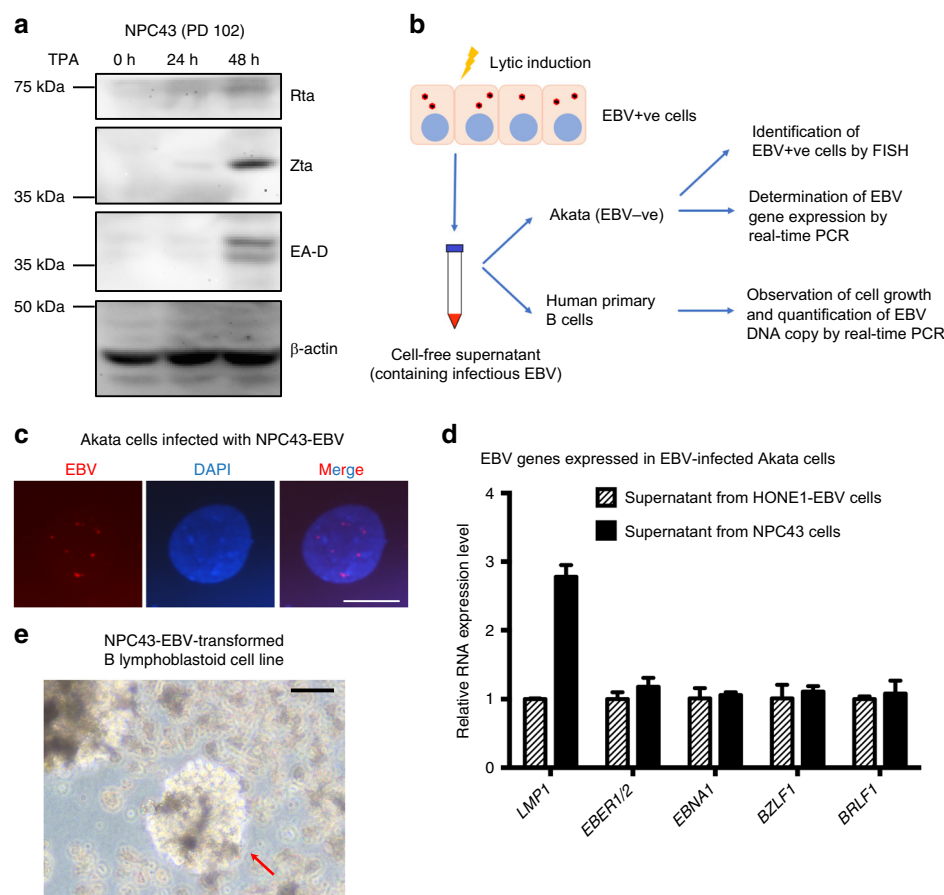 a
NPC43 (PD 102)
TPA 0 h 24 h 48 h
75 kDa
Rta
Zta
35 kDa
EA-D
35 kDa
50 kDa
β-actin
b
Lytic induction
EBV+ve cells
Identification of
EBV+ve cells by FISH
Akata (EBV–ve)
Determination of EBV
gene expression by
real-time PCR
Human primary
B cells
Observation of cell growth
and quantification of EBV
DNA copy by real-time PCR
Cell-free supernatant
(containing infectious EBV)
c
Akata cells infected with NPC43-EBV
EBV DAPI Merge
d
EBV genes expressed in EBV-infected Akata cells
Supernatant from HONE1-EBV cells
Supernatant from NPC43 cells
Relative RNA expression level
4
3
2
1
0
LMP1 EBER1/2 EBNA1 BZLF1 BRLF1
e
NPC43-EBV-transformed
B lymphoblastoid cell line